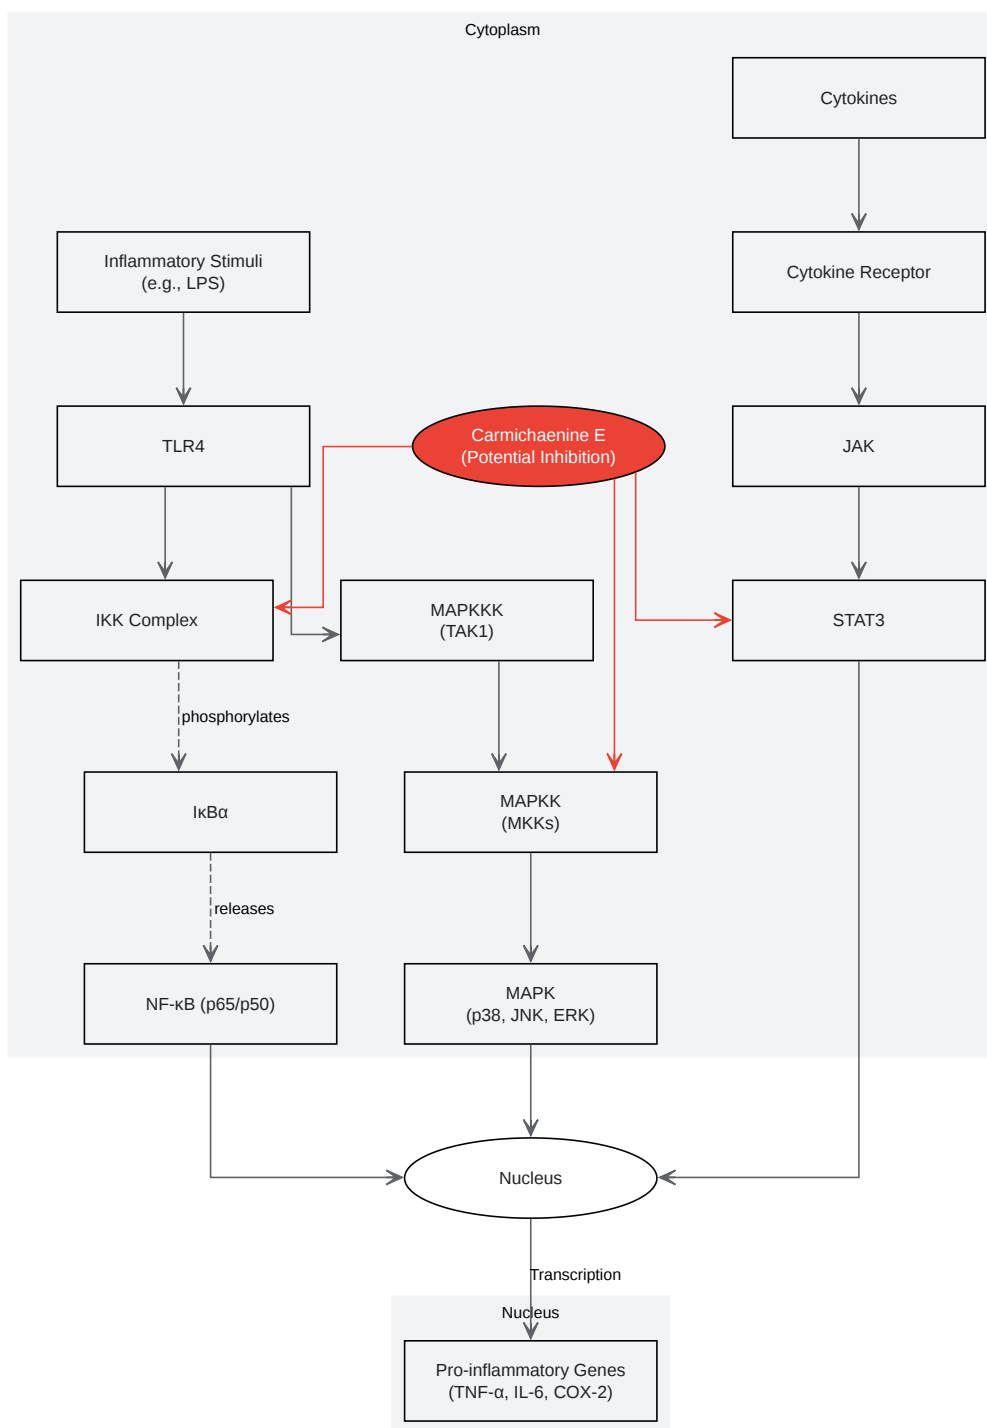 Cytoplasm
Cytokines
Inflammatory Stimuli
(e.g., LPS)
Cytokine Receptor
TLR4
Carmichaenine E
(Potential Inhibition)
JAK
IKK Complex
MAPKKK
(TAK1)
STAT3
phosphorylates
IκBα
MAPKK
(MKKs)
releases
NF-κB (p65/p50)
MAPK
(p38, JNK, ERK)
Nucleus
Transcription
Nucleus
Pro-inflammatory Genes
(TNF-α, IL-6, COX-2)